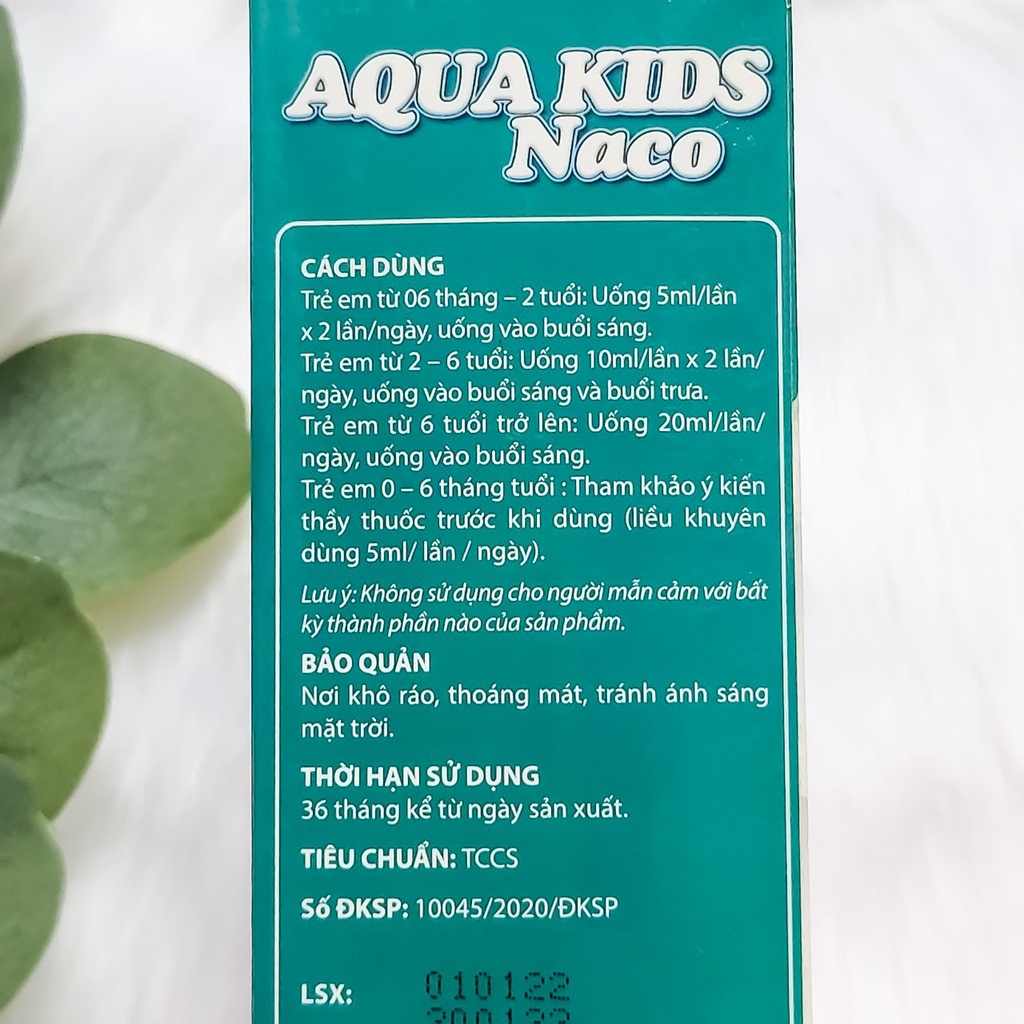 AQUA KIDS
Naco
CÁCH DÙNG
Trẻ em từ 06 tháng – 2 tuổi: Uống 5ml/lần
x 2 lần/ngày, uống vào buổi sáng.
Trẻ em từ 2 – 6 tuổi: Uống 10ml/lần x 2 lần/
ngày, uống vào buổi sáng và buổi trưa.
Trẻ em từ 6 tuổi trở lên: Uống 20ml/lần/
ngày, uống vào buổi sáng.
Trẻ em 0 – 6 tháng tuổi : Tham khảo ý kiến
thầy thuốc trước khi dùng (liều khuyên
dùng 5ml/ lần / ngày).
Lưu ý: Không sử dụng cho người mẫn cảm với bất
kỳ thành phần nào của sản phẩm.
BẢO QUẢN
Nơi khô ráo, thoáng mát, tránh ánh sáng
mặt trời.
THỜI HẠN SỬ DỤNG
36 tháng kể từ ngày sản xuất.
TIÊU CHUẨN: TCCS
Số ĐKSP: 10045/2020/ĐKSP
LSX: 010122